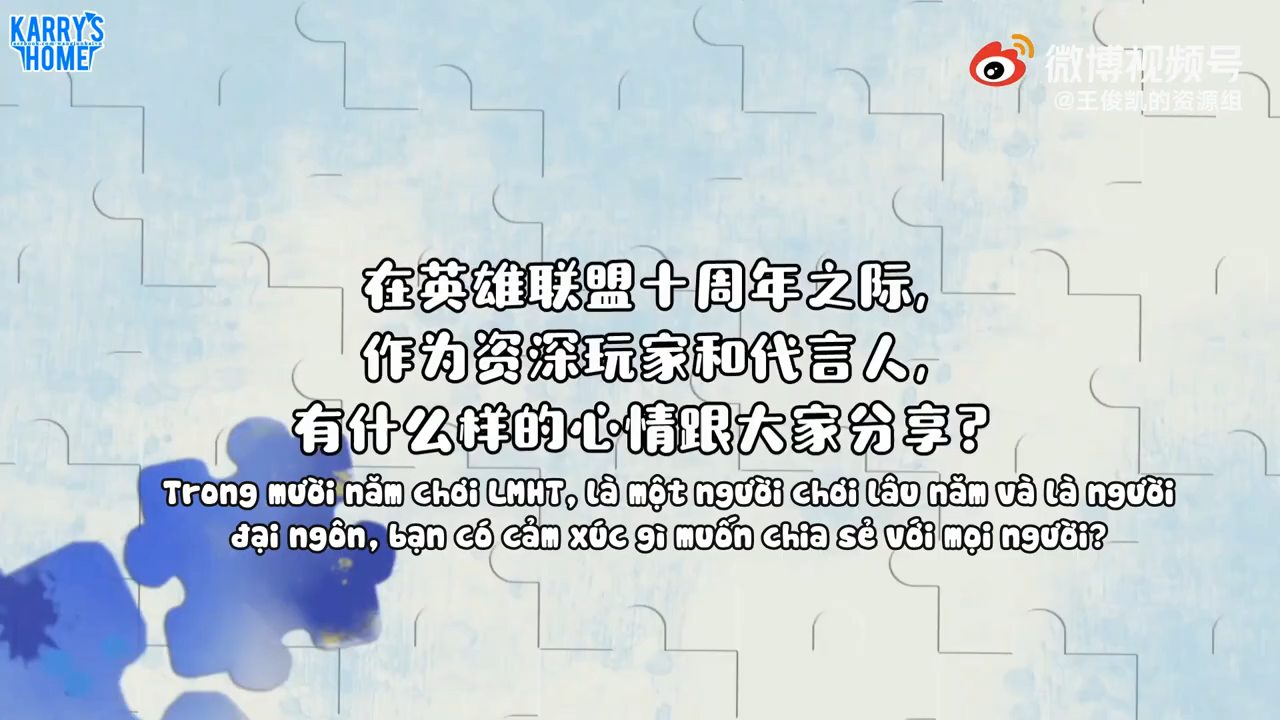 KARRY'S
facebook.com/wangjunkaivn
HOME
微博视频号
@王俊凯的资源组
在英雄联盟十周年之际,
作为资深玩家和代言人,
有什么样的心情跟大家分享?
Trong mười năm chơi LMHT, là một người chơi lâu năm và là người
đại ngôn, bạn có cảm xúc gì muốn chia sẻ với mọi người?